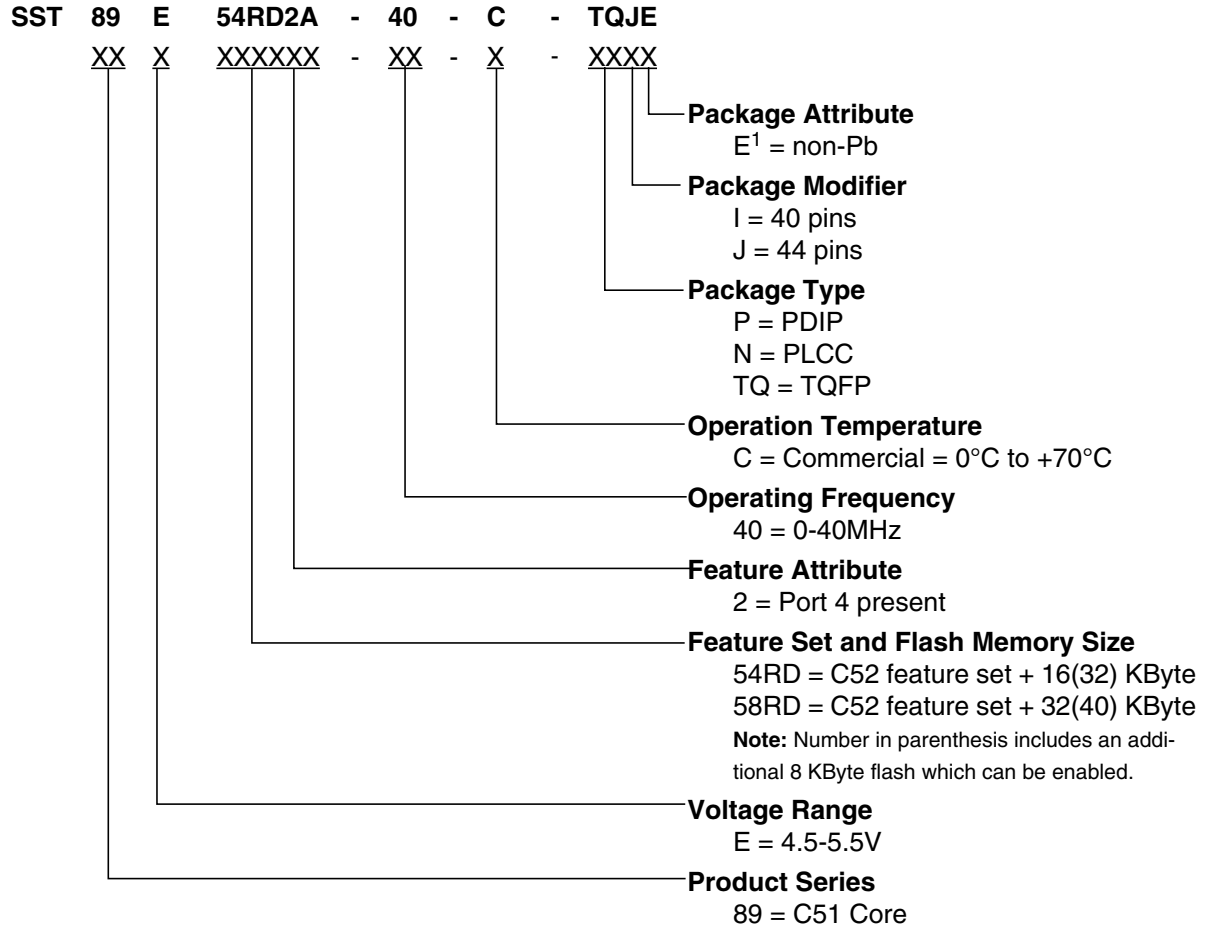 SST 89 E 54RD2A - 40 - C - TQJE
XX X XXXXXX - XX - X - XXXX
Package Attribute
E1 = non-Pb
Package Modifier
I = 40 pins
J = 44 pins
Package Type
P = PDIP
N = PLCC
TQ = TQFP
Operation Temperature
C = Commercial = 0°C to +70°C
Operating Frequency
40 = 0-40MHz
Feature Attribute
2 = Port 4 present
Feature Set and Flash Memory Size
54RD = C52 feature set + 16(32) KByte
58RD = C52 feature set + 32(40) KByte
Note: Number in parenthesis includes an addi-
tional 8 KByte flash which can be enabled.
Voltage Range
E = 4.5-5.5V
Product Series
89 = C51 Core